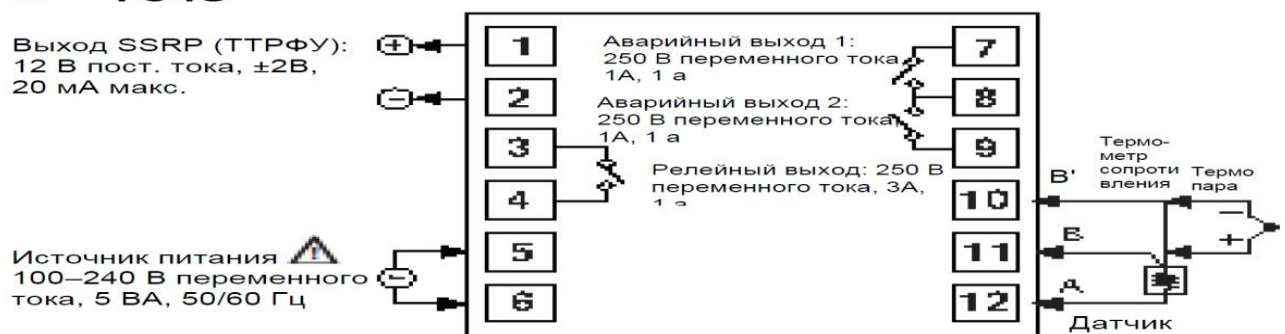 Выход SSRP (ТТРФУ):
12 В пост. тока, ±2В,
20 мА макс.
+
−
Источник питания
100–240 В переменного
тока, 5 ВА, 50/60 Гц
1
2
3
4
5
6
Аварийный выход 1:
250 В переменного тока,
1А, 1 а
Аварийный выход 2:
250 В переменного тока,
1А, 1 а
Релейный выход: 250 В
переменного тока, 3А,
1 а
7
8
9
10
11
12
B'
B
A
Термо-
метр
сопроти
вления
Термо
пара
−
+
Датчик